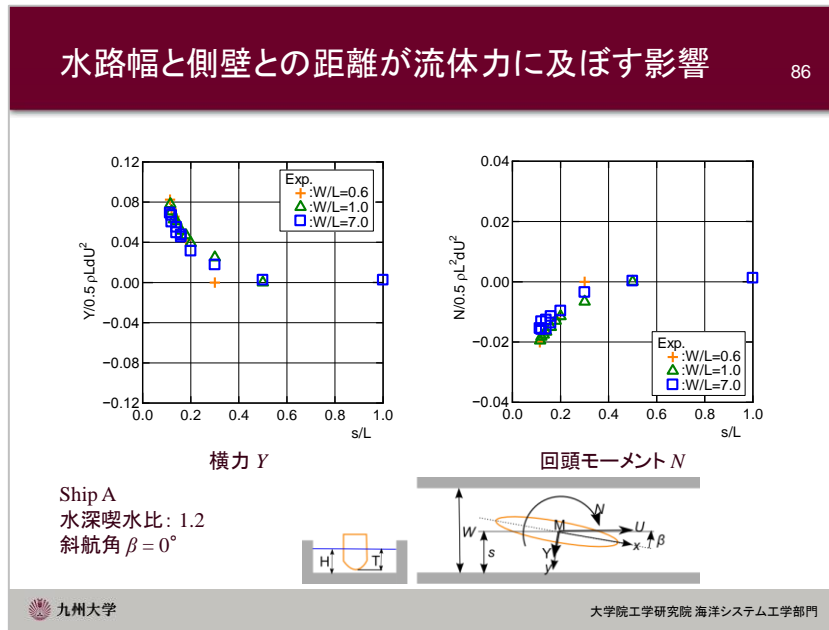 水路幅と側壁との距離が流体力に及ぼす影響
86
0.12
0.08
0.04
0.00
−0.04
−0.08
−0.12
Y/0.5 ρLdU²
Exp.
:W/L=0.6
:W/L=1.0
:W/L=7.0
0.0 0.2 0.4 0.6 0.8 1.0
s/L
横力 Y
0.04
0.02
0.00
−0.02
−0.04
N/0.5 ρL²dU²
Exp.
:W/L=0.6
:W/L=1.0
:W/L=7.0
0.0 0.2 0.4 0.6 0.8 1.0
s/L
回頭モーメント N
Ship A
水深喫水比: 1.2
斜航角 β = 0°
H T
W s M N U Y y x β
九州大学
大学院工学研究院 海洋システム工学部門